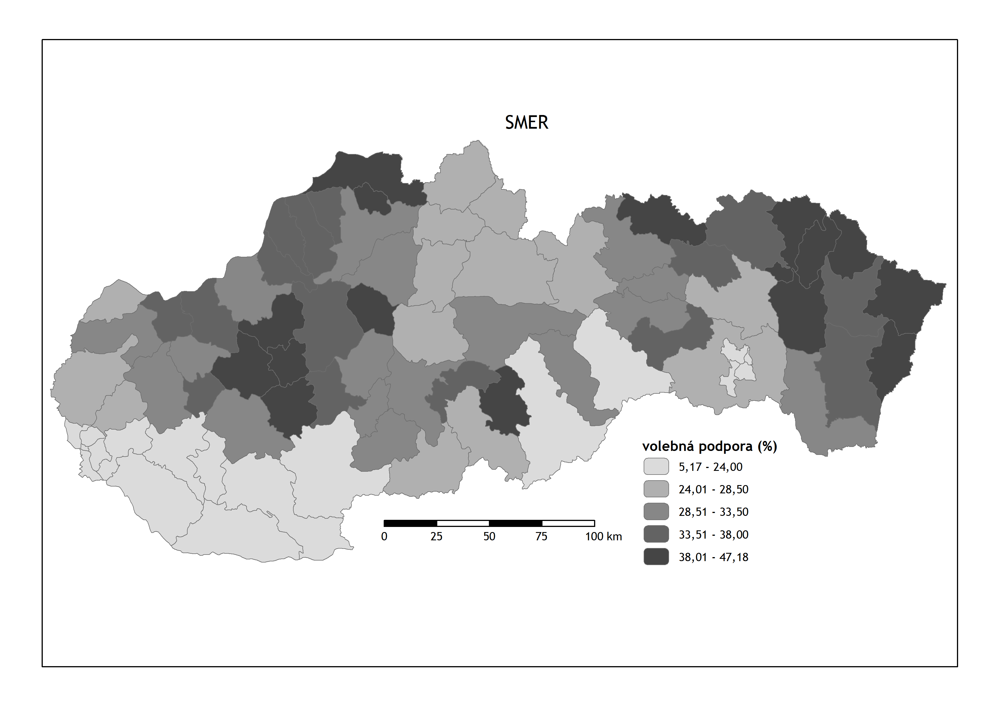 SMER
volebná podpora (%)
5,17 - 24,00
24,01 - 28,50
28,51 - 33,50
33,51 - 38,00
38,01 - 47,18
0 25 50 75 100 km